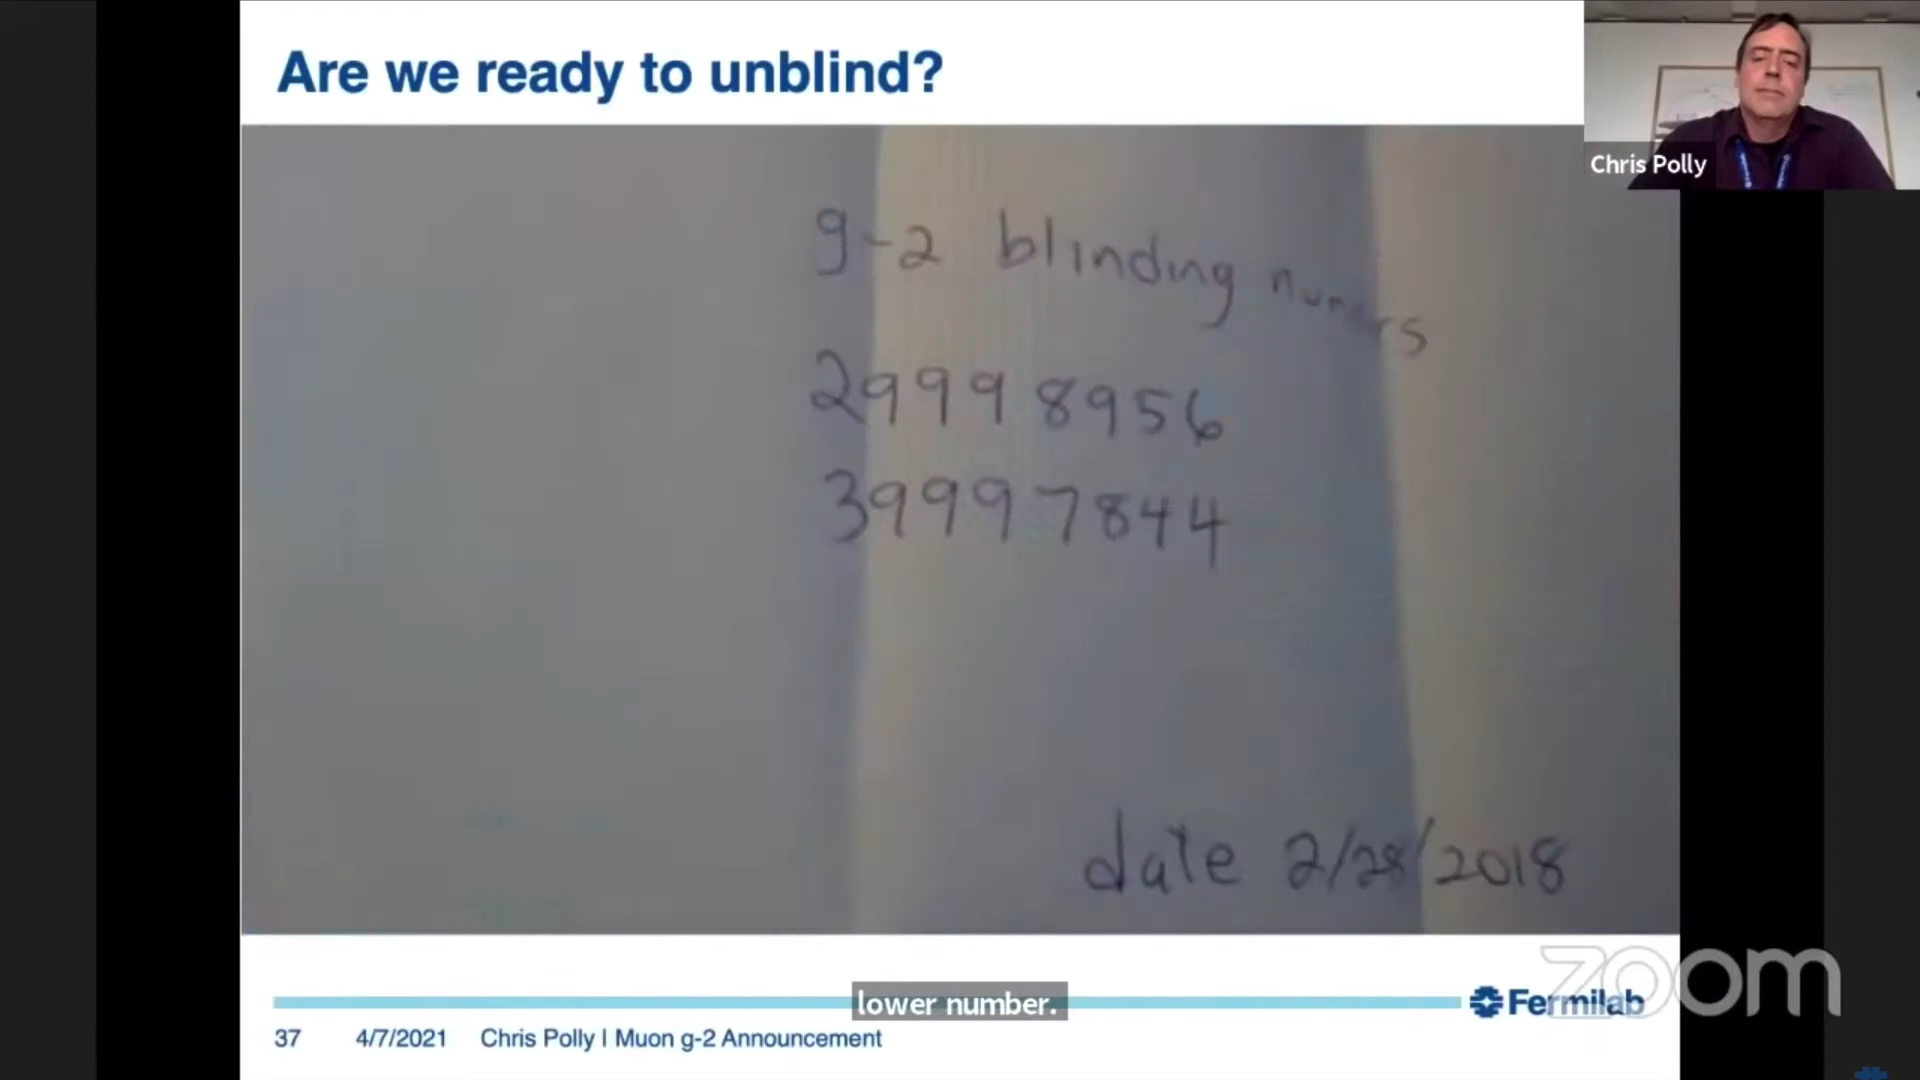 Are we ready to unblind?
Chris Polly
g-2 blinding
29998956
39997844
date 2/28/2018
lower number.
Fermilab
zoom
37 4/7/2021 Chris Polly | Muon g-2 Announcement